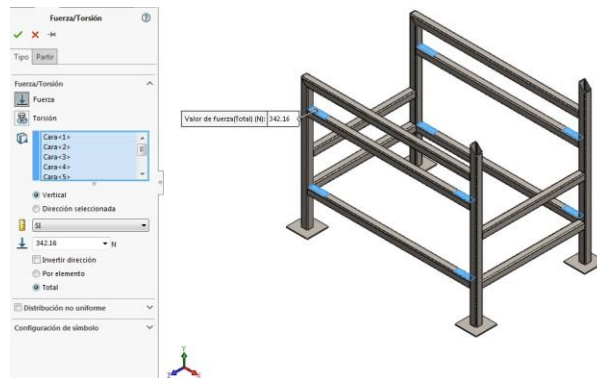 Fuerza/Torsión
Tipo Partir
Fuerza/Torsión
Fuerza
Torsión
Cara<1>
Cara<2>
Cara<3>
Cara<4>
Cara<5>
Vertical
Dirección seleccionada
SI
342.16 N
Invertir dirección
Por elemento
Total
Distribución no uniforme
Configuración de símbolo
Valor de fuerza(Total) (N): 342.16
Y
Z
X